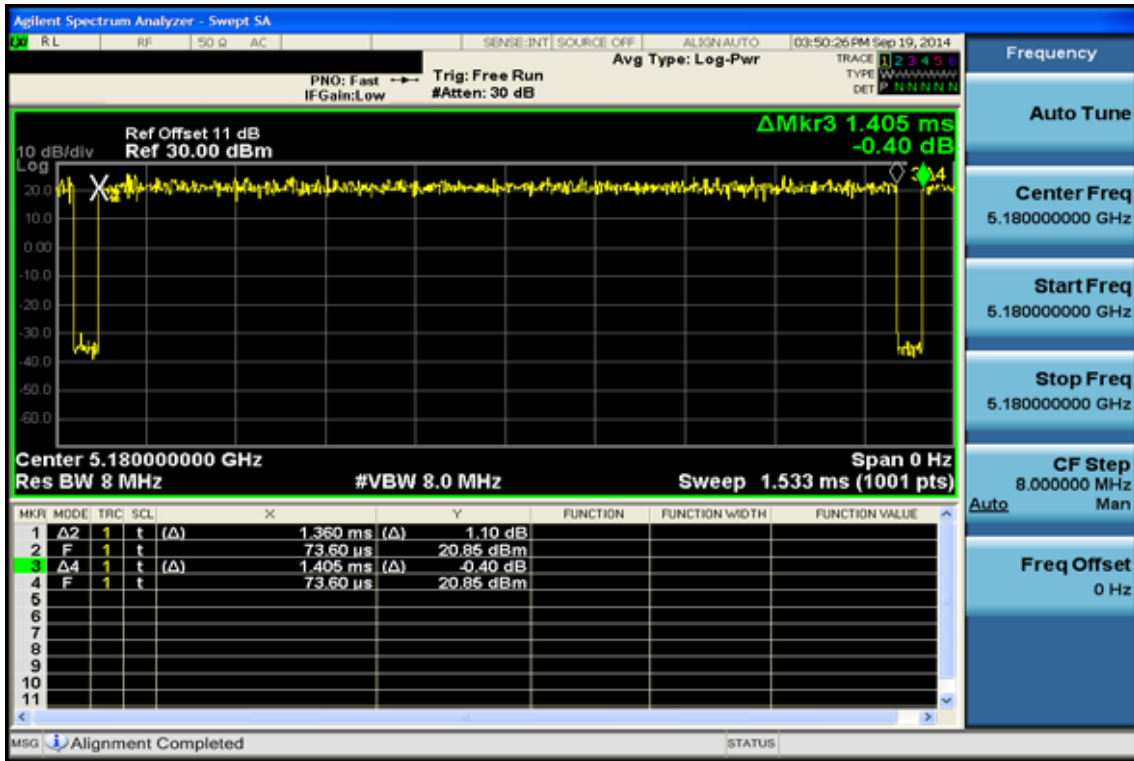 Agilent Spectrum Analyzer - Swept SA
LXI RL RF 50 Ω AC SENSE:INT SOURCE OFF ALIGN AUTO 03:50:26 PM Sep 19, 2014
Avg Type: Log-Pwr
TRACE 1 2 3 4 5 6
TYPE W
DET P N N N N N
PNO: Fast
IFGain:Low
Trig: Free Run
#Atten: 30 dB
ΔMkr3 1.405 ms
-0.40 dB
Ref Offset 11 dB
10 dB/div Ref 30.00 dBm
Log
3Δ4
20.0
10.0
0.00
-10.0
-20.0
-30.0
-40.0
-50.0
-60.0
Center 5.180000000 GHz Span 0 Hz
Res BW 8 MHz #VBW 8.0 MHz Sweep 1.533 ms (1001 pts)
MKR MODE TRC SCL X Y FUNCTION FUNCTION WIDTH FUNCTION VALUE
1 Δ2 1 t (Δ) 1.360 ms (Δ) 1.10 dB
2 F 1 t 73.60 µs 20.85 dBm
3 Δ4 1 t (Δ) 1.405 ms (Δ) -0.40 dB
4 F 1 t 73.60 µs 20.85 dBm
5
6
7
8
9
10
11
MSG Alignment Completed STATUS
Frequency
Auto Tune
Center Freq
5.180000000 GHz
Start Freq
5.180000000 GHz
Stop Freq
5.180000000 GHz
CF Step
8.000000 MHz
Auto Man
Freq Offset
0 Hz